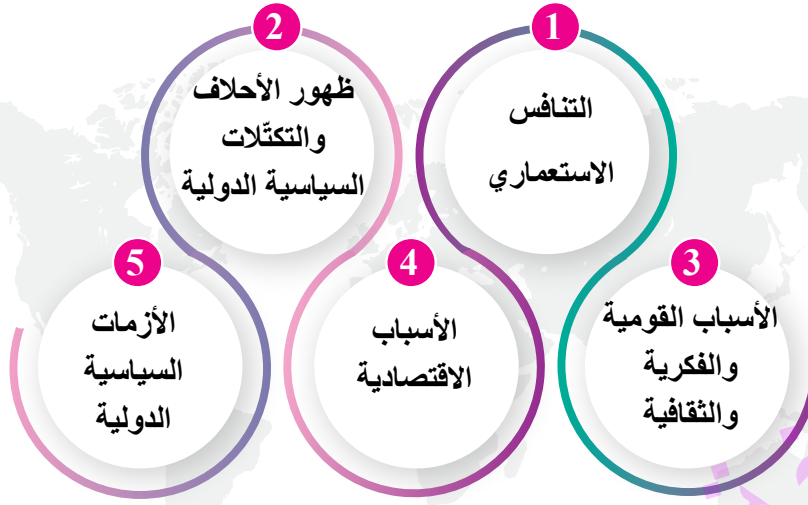 1
التنافس
الاستعماري
2
ظهور الأحلاف
والتكتّلات
السياسية الدولية
3
الأسباب القومية
والفكرية
والثقافية
4
الأسباب
الاقتصادية
5
الأزمات
السياسية
الدولية